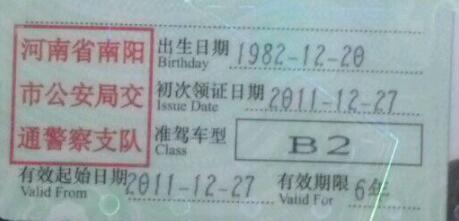 河南省南阳
市公安局交
通警察支队
出生日期 1982-12-20
Birthday
初次领证日期 2011-12-27
Issue Date
准驾车型 B2
Class
有效起始日期 2011-12-27 有效期限 6年
Valid From Valid For